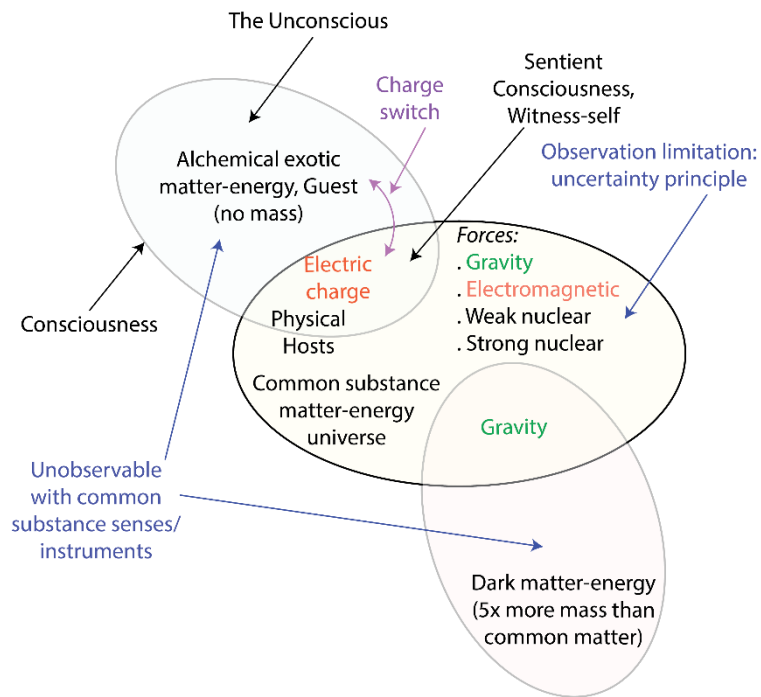 The Unconscious
Charge
switch
Sentient
Consciousness,
Witness-self
Observation limitation:
uncertainty principle
Alchemical exotic
matter-energy, Guest
(no mass)
Forces:
. Gravity
. Electromagnetic
. Weak nuclear
. Strong nuclear
Electric
charge
Physical
Hosts
Consciousness
Common substance
matter-energy
universe
Gravity
Unobservable
with common
substance senses/
instruments
Dark matter-energy
(5x more mass than
common matter)